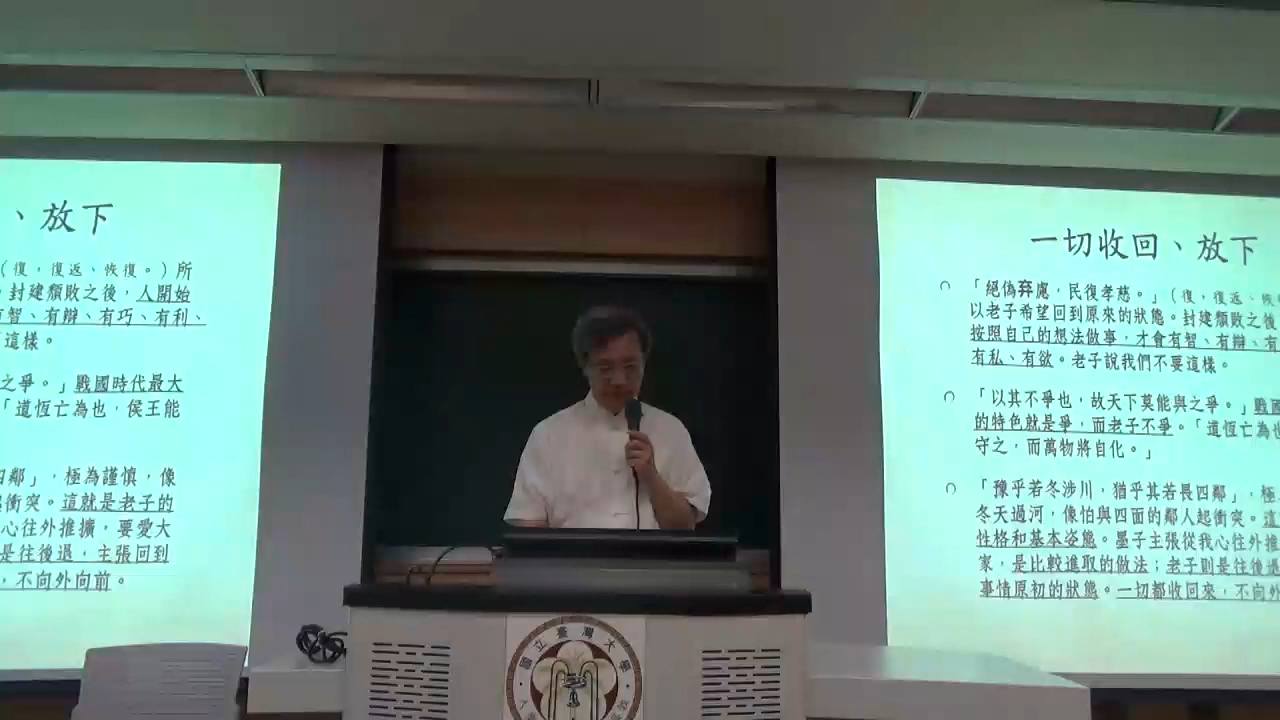 、放下
（復，復返、恢復。）所
封建頹敗之後，人開始
有智、有辯、有巧、有利、
這樣。
之爭。」戰國時代最大
「道恆亡為也，侯王能
四鄰」，極為謹慎，像
起衝突。這就是老子的
心往外推擴，要愛大
是往後退，主張回到
，不向外向前。
一切收回、放下
「絕偽弃慮，民復孝慈。」（復，復返、恢
以老子希望回到原來的狀態。封建頹敗之後
按照自己的想法做事，才會有智、有辯、有
有私、有欲。老子說我們不要這樣。
「以其不爭也，故天下莫能與之爭。」戰國
的特色就是爭，而老子不爭。「道恆亡為也
守之，而萬物將自化。」
「豫乎若冬涉川，猶乎其若畏四鄰」，極
冬天過河，像怕與四面的鄰人起衝突。這
性格和基本姿態。墨子主張從我心往外推
家，是比較進取的做法；老子則是往後退
事情原初的狀態。一切都收回來，不向外
國立臺灣大學